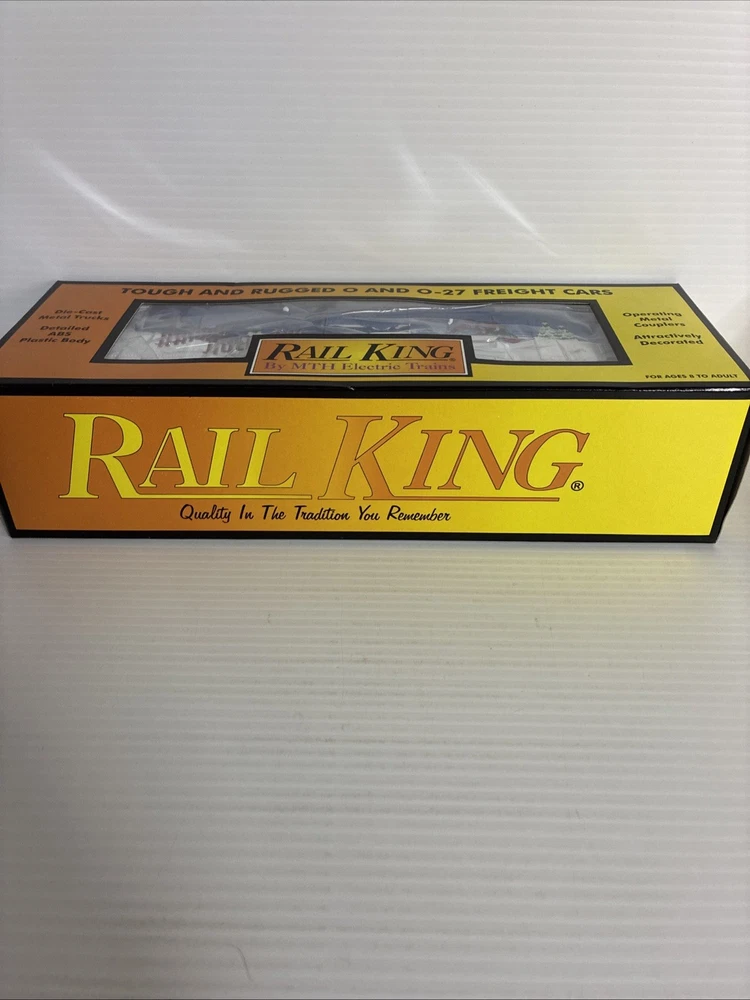 TOUGH AND RUGGED O AND O-27 FREIGHT CARS
Die-Cast
Metal Trucks
Detailed
ABS
Plastic Body
Operating
Metal
Couplers
Attractively
Decorated
RAIL KING®
By MTH Electric Trains
FOR AGES 8 TO ADULT
RAIL KING®
Quality In The Tradition You Remember